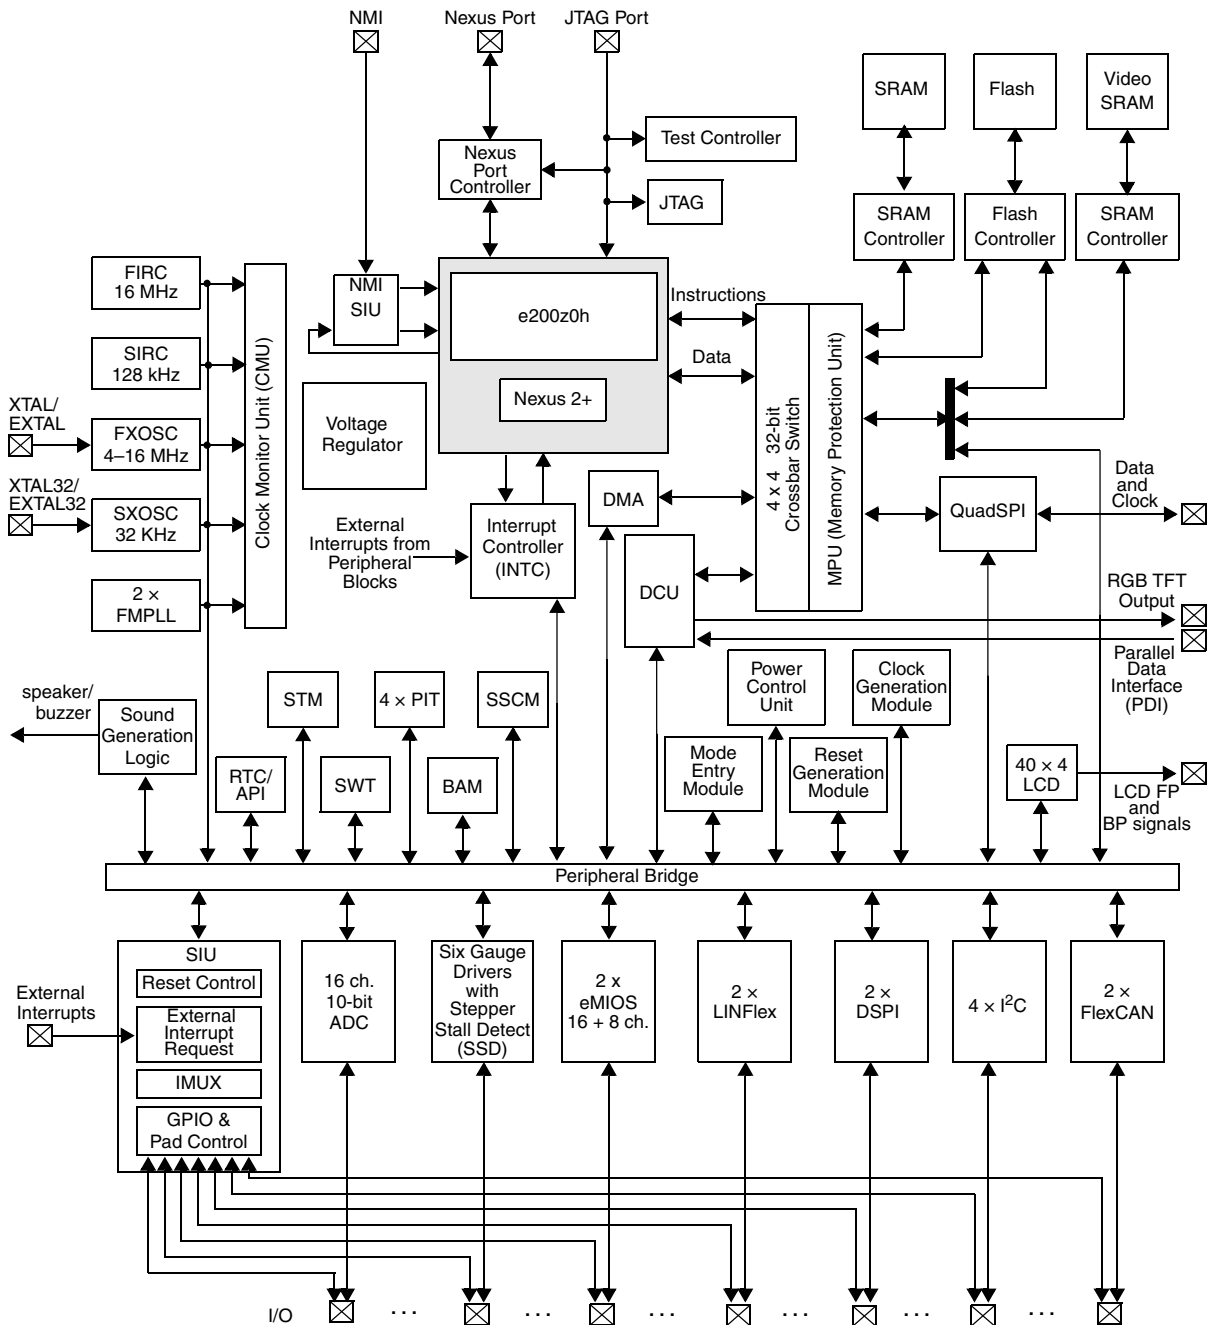 NMI
Nexus Port
JTAG Port
SRAM
Flash
Video
SRAM
Test Controller
Nexus
Port
Controller
JTAG
SRAM
Controller
Flash
Controller
SRAM
Controller
FIRC
16 MHz
NMI
SIU
e200z0h
Instructions
SIRC
128 kHz
Data
Nexus 2+
XTAL/
EXTAL
FXOSC
4–16 MHz
Clock Monitor Unit (CMU)
Voltage
Regulator
4 x 4 32-bit
Crossbar Switch
MPU (Memory Protection Unit)
XTAL32/
EXTAL32
SXOSC
32 KHz
External
Interrupts from
Peripheral
Blocks
Interrupt
Controller
(INTC)
DMA
QuadSPI
Data
and
Clock
2 ×
FMPLL
DCU
RGB TFT
Output
Parallel
Data
Interface
(PDI)
speaker/
buzzer
Sound
Generation
Logic
STM
4 × PIT
SSCM
Power
Control
Unit
Clock
Generation
Module
RTC/
API
SWT
BAM
Mode
Entry
Module
Reset
Generation
Module
40 × 4
LCD
LCD FP
and
BP signals
Peripheral Bridge
SIU
Reset Control
External
Interrupt
Request
IMUX
GPIO &
Pad Control
External
Interrupts
16 ch.
10-bit
ADC
Six Gauge
Drivers
with
Stepper
Stall Detect
(SSD)
2 x
eMIOS
16 + 8 ch.
2 ×
LINFlex
2 ×
DSPI
4 × I²C
2 ×
FlexCAN
I/O
... ... ... ... ... ...